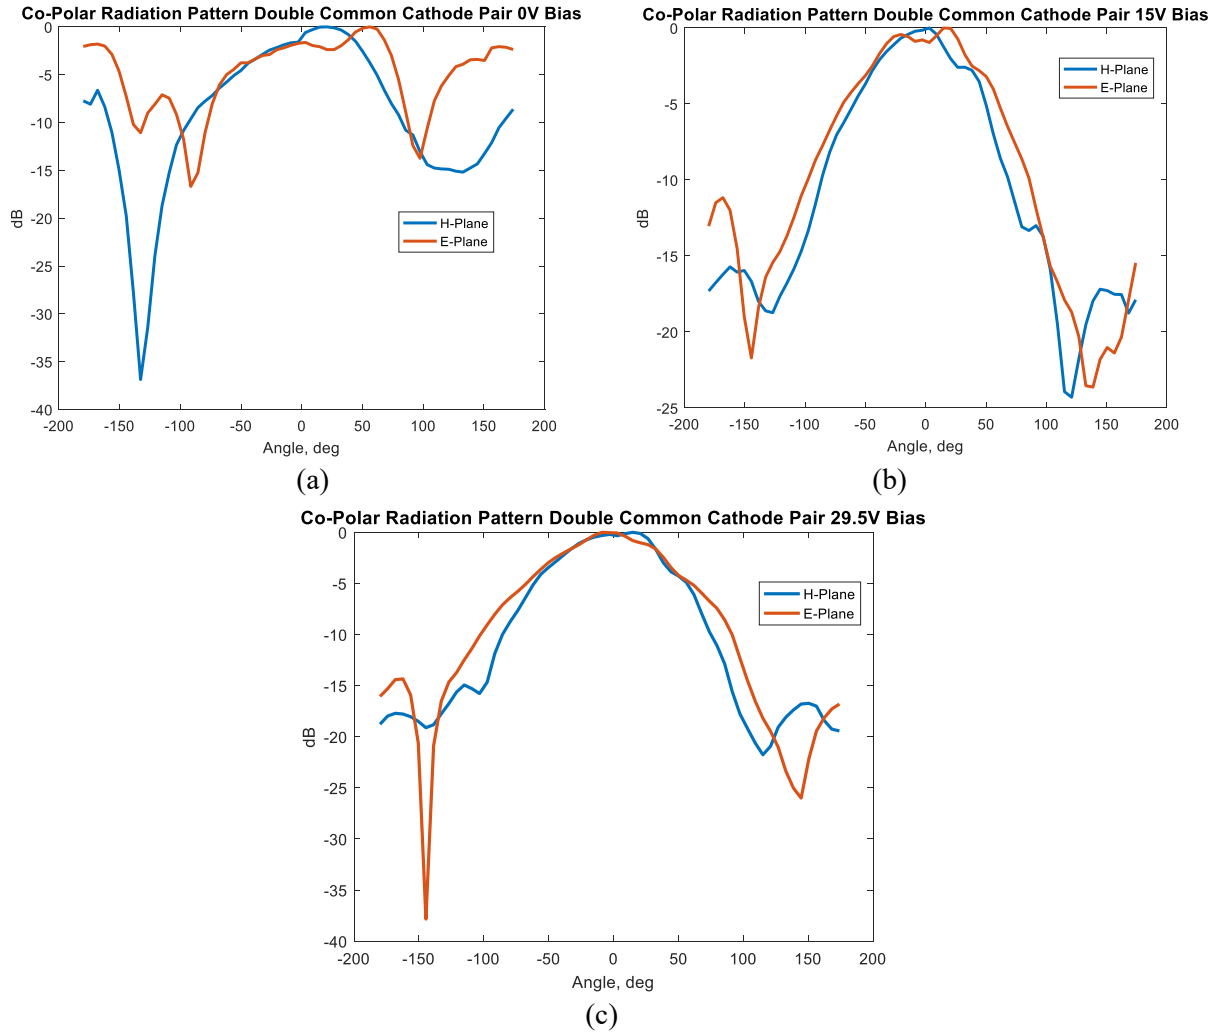 Co-Polar Radiation Pattern Double Common Cathode Pair 0V Bias
0
-5
-10
-15
-20
-25
-30
-35
-40
dB
H-Plane
E-Plane
-200 -150 -100 -50 0 50 100 150 200
Angle, deg
(a)
Co-Polar Radiation Pattern Double Common Cathode Pair 15V Bias
0
-5
-10
-15
-20
-25
dB
H-Plane
E-Plane
-200 -150 -100 -50 0 50 100 150 200
Angle, deg
(b)
Co-Polar Radiation Pattern Double Common Cathode Pair 29.5V Bias
0
-5
-10
-15
-20
-25
-30
-35
-40
dB
H-Plane
E-Plane
-200 -150 -100 -50 0 50 100 150 200
Angle, deg
(c)